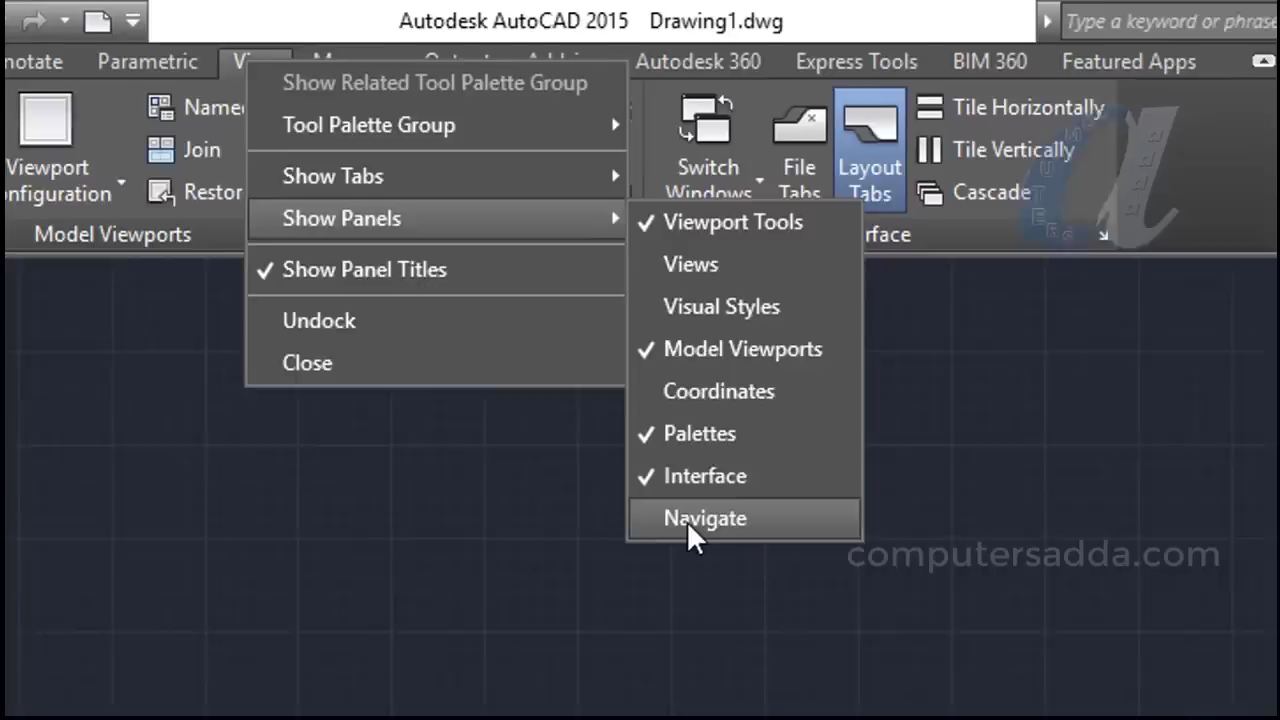 Autodesk AutoCAD 2015 Drawing1.dwg
Type a keyword or phrase
notate Parametric Autodesk 360 Express Tools BIM 360 Featured Apps
Show Related Tool Palette Group
Tool Palette Group
Show Tabs
Show Panels
Show Panel Titles
Undock
Close
Viewport
onfiguration
Name
Join
Restor
Model Viewports
Switch
Windows
File
Tabs
Layout
Tabs
Tile Horizontally
Tile Vertically
Cascade
rface
Viewport Tools
Views
Visual Styles
Model Viewports
Coordinates
Palettes
Interface
Navigate
computersadda.com